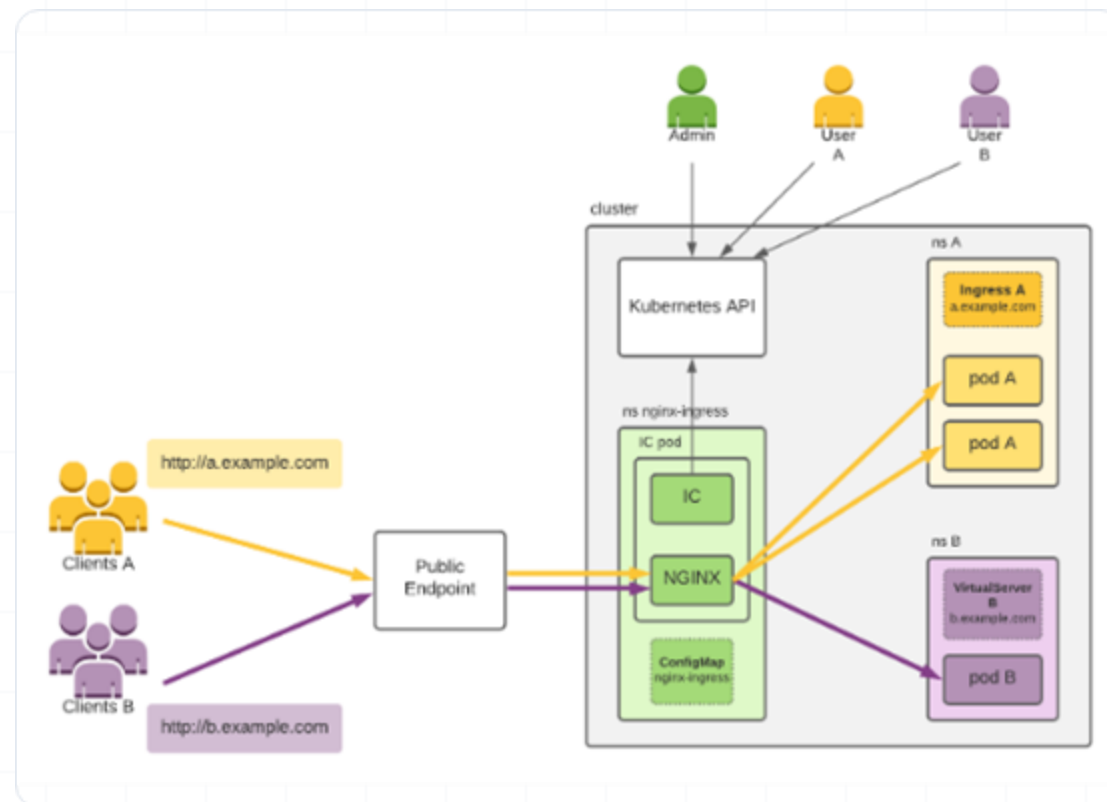 Admin
User
A
User
B
cluster
ns A
Kubernetes API
Ingress A
a.example.com
pod A
pod A
ns nginx-ingress
IC pod
IC
NGINX
ConfigMap
nginx-ingress
http://a.example.com
Clients A
Public
Endpoint
Clients B
http://b.example.com
ns B
VirtualServer
B
b.example.com
pod B